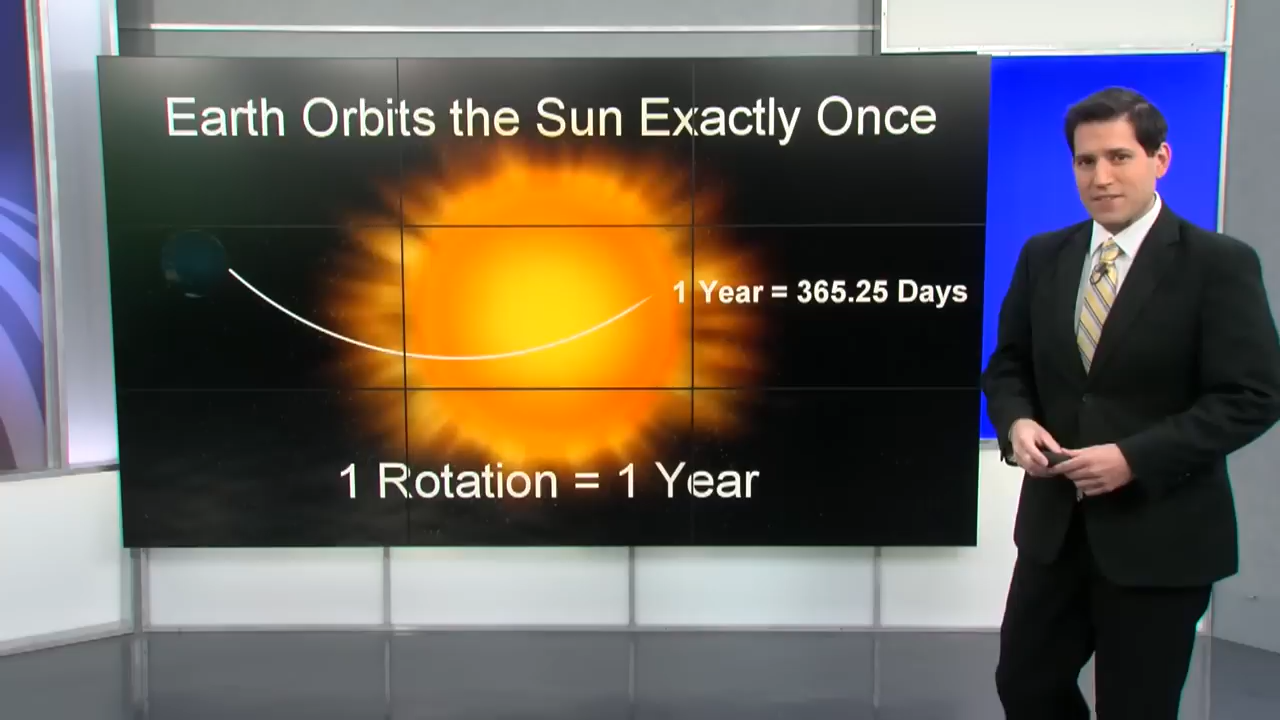 Earth Orbits the Sun Exactly Once
1 Year = 365.25 Days
1 Rotation = 1 Year